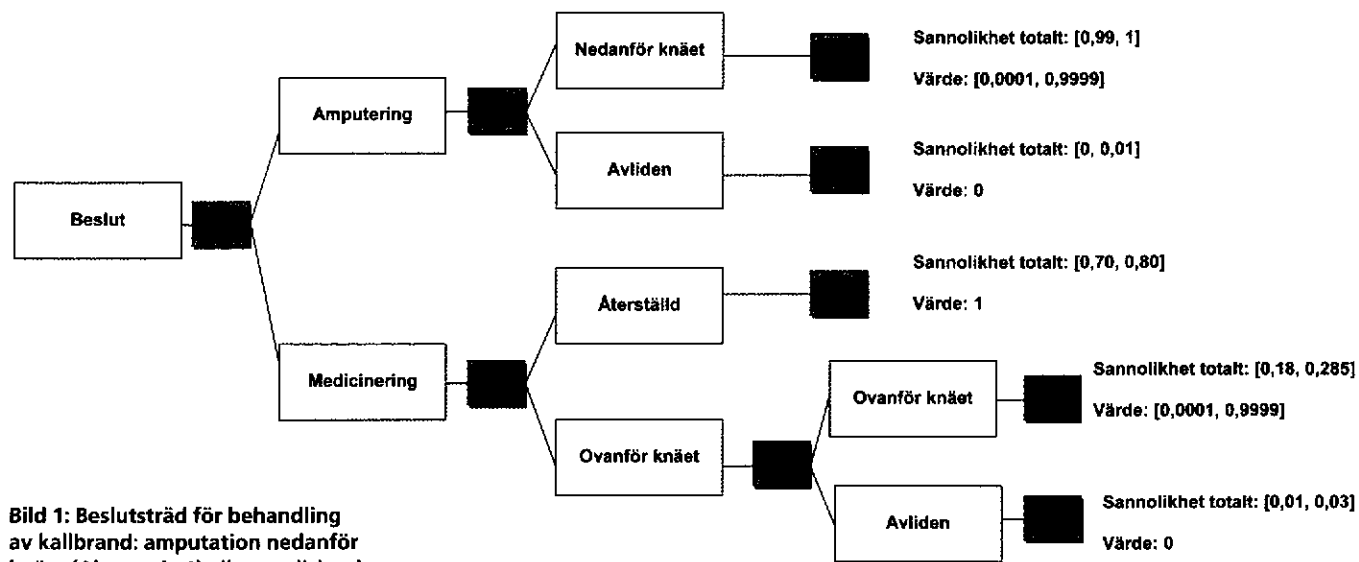 Nedanför knäet
Sannolikhet totalt: [0,99, 1]
Värde: [0,0001, 0,9999]
Amputering
Avliden
Sannolikhet totalt: [0, 0,01]
Värde: 0
Beslut
Återställd
Sannolikhet totalt: [0,70, 0,80]
Värde: 1
Medicinering
Ovanför knäet
Ovanför knäet
Sannolikhet totalt: [0,18, 0,285]
Värde: [0,0001, 0,9999]
Avliden
Sannolikhet totalt: [0,01, 0,03]
Värde: 0
Bild 1: Beslutsträd för behandling
av kallbrand: amputation nedanför